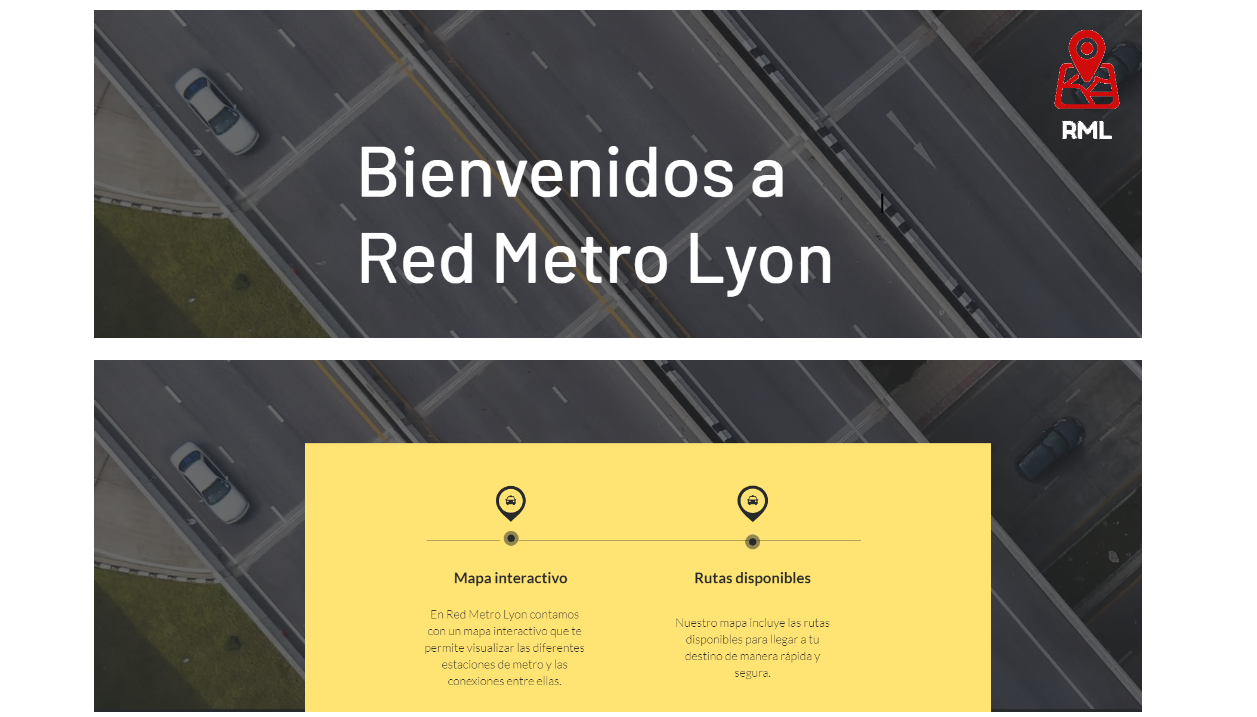 RML
Bienvenidos a
Red Metro Lyon
Mapa interactivo
En Red Metro Lyon contamos
con un mapa interactivo que te
permite visualizar las diferentes
estaciones de metro y las
conexiones entre ellas.
Rutas disponibles
Nuestro mapa incluye las rutas
disponibles para llegar a tu
destino de manera rápida y
segura.